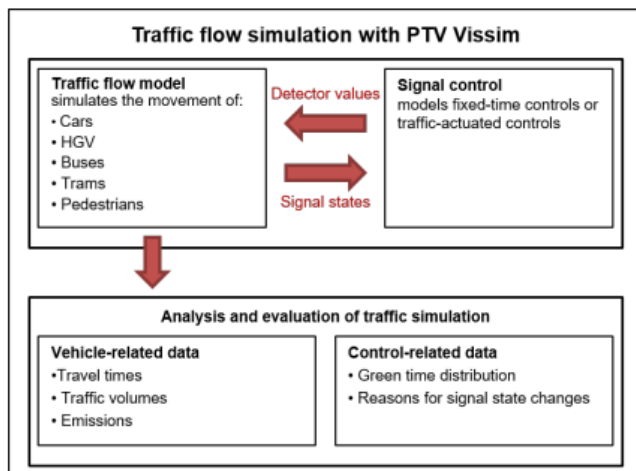 Traffic flow simulation with PTV Vissim
Traffic flow model
simulates the movement of:
• Cars
• HGV
• Buses
• Trams
• Pedestrians
Detector values
Signal states
Signal control
models fixed-time controls or
traffic-actuated controls
Analysis and evaluation of traffic simulation
Vehicle-related data
•Travel times
• Traffic volumes
• Emissions
Control-related data
• Green time distribution
• Reasons for signal state changes